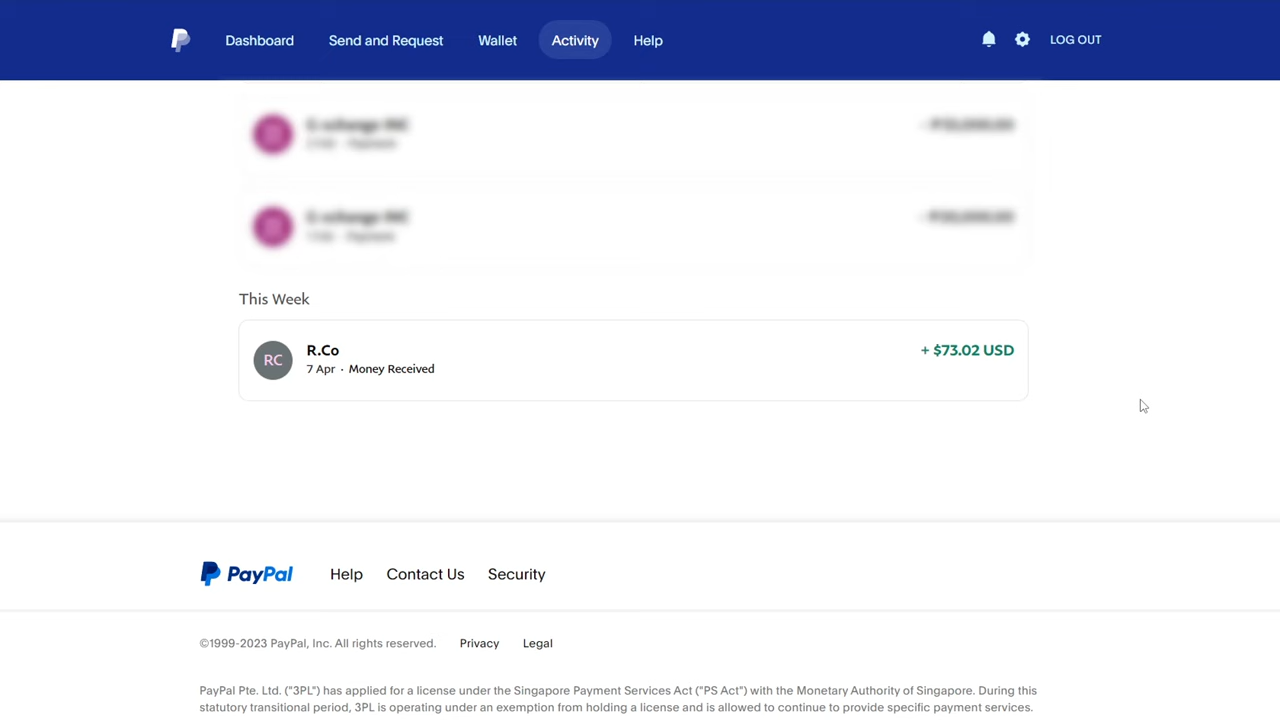 Dashboard
Send and Request
Wallet
Activity
Help
LOG OUT
This Week
RC
R.Co
7 Apr · Money Received
+ $73.02 USD
PayPal
Help
Contact Us
Security
©1999-2023 PayPal, Inc. All rights reserved.
Privacy
Legal
PayPal Pte. Ltd. ("3PL") has applied for a license under the Singapore Payment Services Act ("PS Act") with the Monetary Authority of Singapore. During this
statutory transitional period, 3PL is operating under an exemption from holding a license and is allowed to continue to provide specific payment services.